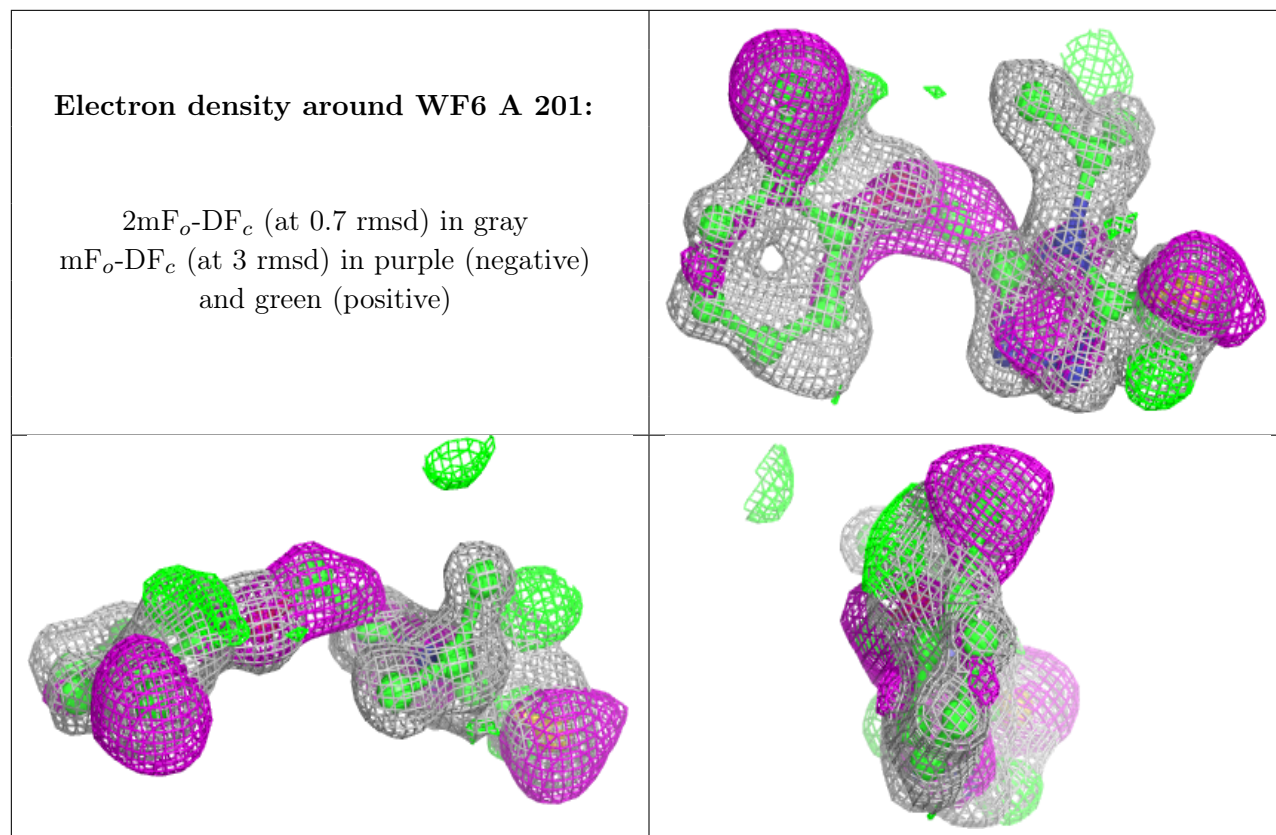 Electron density around WF6 A 201:
2mFo-DFc (at 0.7 rmsd) in gray
mFo-DFc (at 3 rmsd) in purple (negative)
and green (positive)